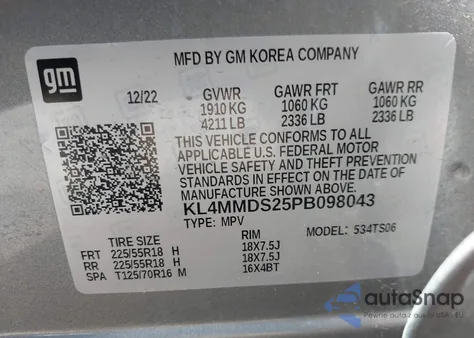 gm
MFD BY GM KOREA COMPANY
12/22 GVWR GAWR FRT GAWR RR
1910 KG 1060 KG 1060 KG
4211 LB 2336 LB 2336 LB
THIS VEHICLE CONFORMS TO ALL
APPLICABLE U.S. FEDERAL MOTOR
VEHICLE SAFETY AND THEFT PREVENTION
STANDARDS IN EFFECT ON THE DATE OF
MANUFACTURE SHOWN ABOVE.
KL4MMDS25PB098043
TYPE: MPV MODEL: 534TS06
TIRE SIZE RIM
FRT 225/55R18 H 18X7.5J
RR 225/55R18 H 18X7.5J
SPA T125/70R16 M 16X4BT
autoSnap